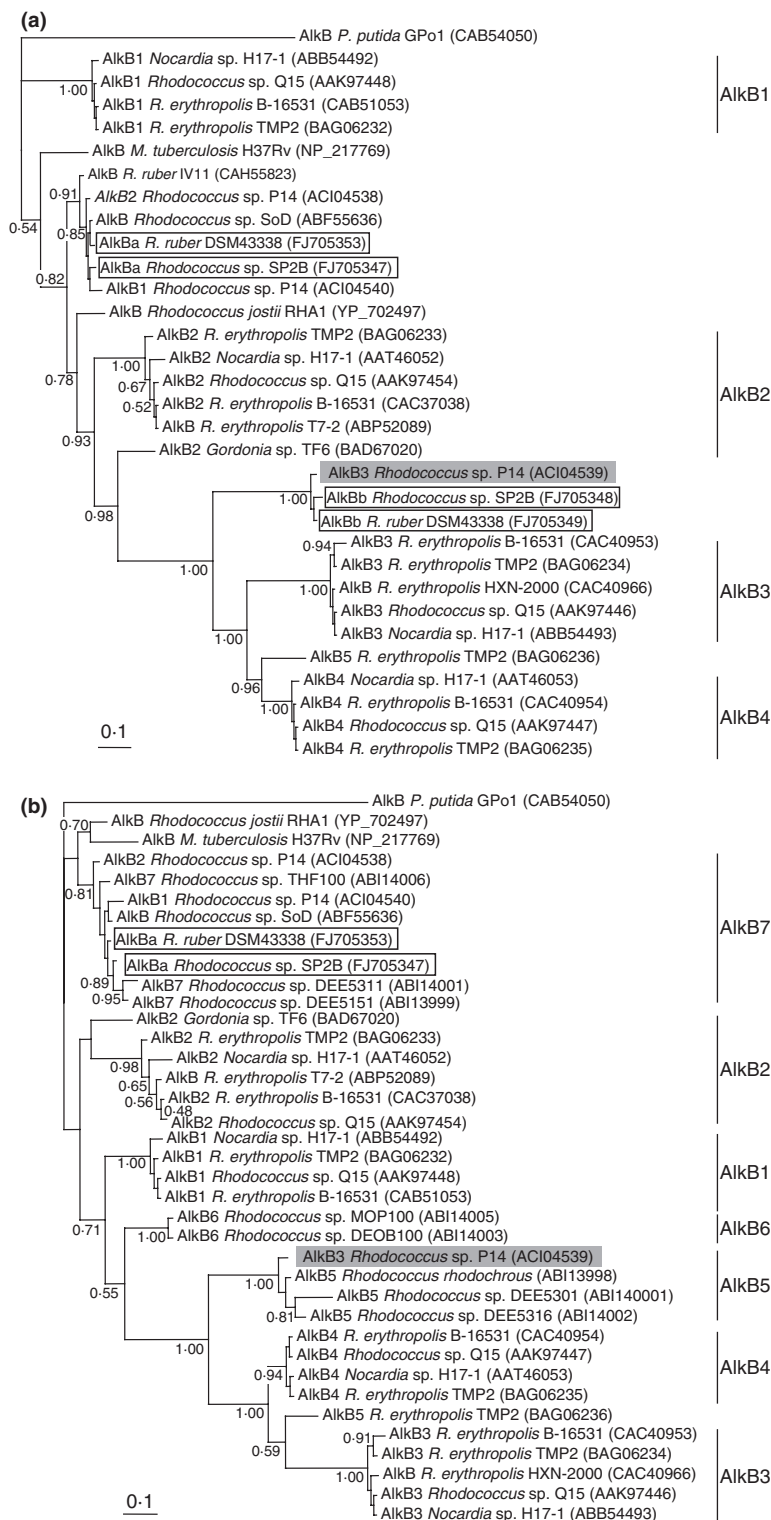 (a)
AlkB P. putida GPo1 (CAB54050)
AlkB1 Nocardia sp. H17-1 (ABB54492)
AlkB1 Rhodococcus sp. Q15 (AAK97448)
1·00
AlkB1 R. erythropolis B-16531 (CAB51053)
AlkB1 R. erythropolis TMP2 (BAG06232)
AlkB1
AlkB M. tuberculosis H37Rv (NP_217769)
AlkB R. ruber IV11 (CAH55823)
0·91
AlkB2 Rhodococcus sp. P14 (ACI04538)
AlkB Rhodococcus sp. SoD (ABF55636)
0·54
0·85
AlkBa R. ruber DSM43338 (FJ705353)
AlkBa Rhodococcus sp. SP2B (FJ705347)
0·82
AlkB1 Rhodococcus sp. P14 (ACI04540)
AlkB Rhodococcus jostii RHA1 (YP_702497)
AlkB2 R. erythropolis TMP2 (BAG06233)
AlkB2 Nocardia sp. H17-1 (AAT46052)
1·00
0·78
0·67
AlkB2 Rhodococcus sp. Q15 (AAK97454)
0·52
AlkB2 R. erythropolis B-16531 (CAC37038)
AlkB R. erythropolis T7-2 (ABP52089)
AlkB2
0·93
AlkB2 Gordonia sp. TF6 (BAD67020)
AlkB3 Rhodococcus sp. P14 (ACI04539)
1·00
AlkBb Rhodococcus sp. SP2B (FJ705348)
0·98
AlkBb R. ruber DSM43338 (FJ705349)
0·94
AlkB3 R. erythropolis B-16531 (CAC40953)
AlkB3 R. erythropolis TMP2 (BAG06234)
1·00
1·00
AlkB R. erythropolis HXN-2000 (CAC40966)
AlkB3 Rhodococcus sp. Q15 (AAK97446)
AlkB3 Nocardia sp. H17-1 (ABB54493)
AlkB3
1·00
AlkB5 R. erythropolis TMP2 (BAG06236)
0·96
AlkB4 Nocardia sp. H17-1 (AAT46053)
1·00
AlkB4 R. erythropolis B-16531 (CAC40954)
AlkB4 Rhodococcus sp. Q15 (AAK97447)
AlkB4 R. erythropolis TMP2 (BAG06235)
AlkB4
0·1
(b)
AlkB P. putida GPo1 (CAB54050)
0·70
AlkB Rhodococcus jostii RHA1 (YP_702497)
AlkB M. tuberculosis H37Rv (NP_217769)
AlkB2 Rhodococcus sp. P14 (ACI04538)
0·81
AlkB7 Rhodococcus sp. THF100 (ABI14006)
AlkB1 Rhodococcus sp. P14 (ACI04540)
AlkB Rhodococcus sp. SoD (ABF55636)
AlkBa R. ruber DSM43338 (FJ705353)
AlkBa Rhodococcus sp. SP2B (FJ705347)
0·89
AlkB7 Rhodococcus sp. DEE5311 (ABI14001)
0·95
AlkB7 Rhodococcus sp. DEE5151 (ABI13999)
AlkB7
AlkB2 Gordonia sp. TF6 (BAD67020)
AlkB2 R. erythropolis TMP2 (BAG06233)
0·98
AlkB2 Nocardia sp. H17-1 (AAT46052)
0·65
AlkB R. erythropolis T7-2 (ABP52089)
0·56
AlkB2 R. erythropolis B-16531 (CAC37038)
0·48
AlkB2 Rhodococcus sp. Q15 (AAK97454)
AlkB2
AlkB1 Nocardia sp. H17-1 (ABB54492)
1·00
AlkB1 R. erythropolis TMP2 (BAG06232)
AlkB1 Rhodococcus sp. Q15 (AAK97448)
AlkB1 R. erythropolis B-16531 (CAB51053)
AlkB1
0·71
AlkB6 Rhodococcus sp. MOP100 (ABI14005)
1·00
AlkB6 Rhodococcus sp. DEOB100 (ABI14003)
AlkB6
0·55
AlkB3 Rhodococcus sp. P14 (ACI04539)
1·00
AlkB5 Rhodococcus rhodochrous (ABI13998)
AlkB5 Rhodococcus sp. DEE5301 (ABI140001)
0·81
AlkB5 Rhodococcus sp. DEE5316 (ABI14002)
AlkB5
1·00
AlkB4 R. erythropolis B-16531 (CAC40954)
AlkB4 Rhodococcus sp. Q15 (AAK97447)
0·94
AlkB4 Nocardia sp. H17-1 (AAT46053)
AlkB4 R. erythropolis TMP2 (BAG06235)
AlkB4
1·00
AlkB5 R. erythropolis TMP2 (BAG06236)
0·59
0·91
AlkB3 R. erythropolis B-16531 (CAC40953)
AlkB3 R. erythropolis TMP2 (BAG06234)
1·00
AlkB R. erythropolis HXN-2000 (CAC40966)
AlkB3 Rhodococcus sp. Q15 (AAK97446)
AlkB3 Nocardia sp. H17-1 (ABB54493)
AlkB3
0·1